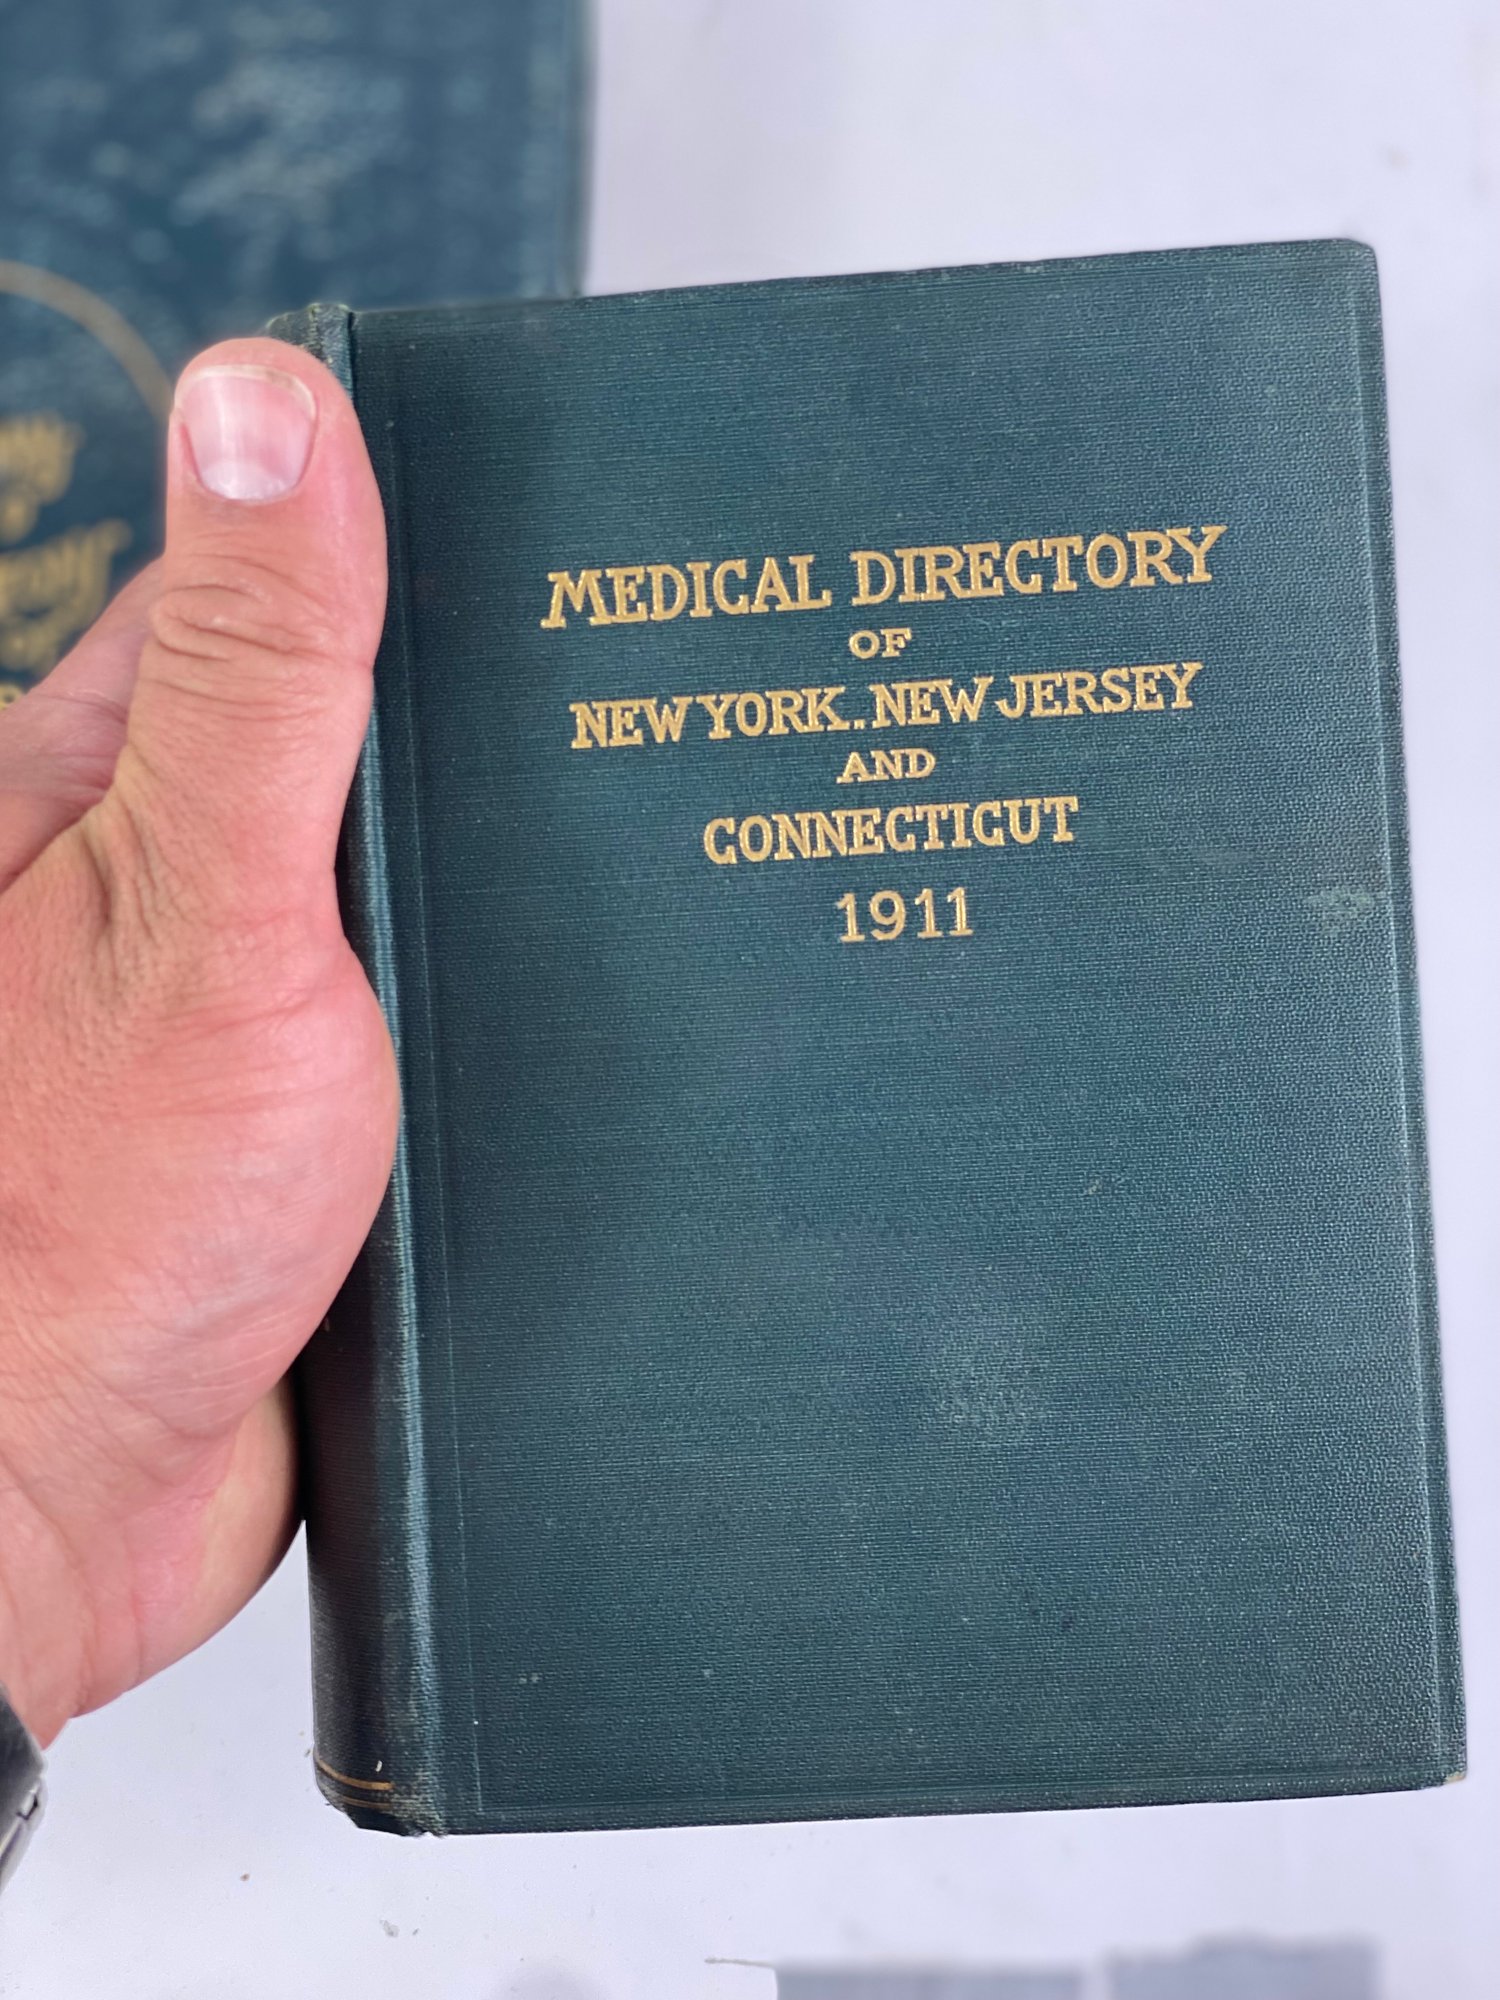 MEDICAL DIRECTORY
OF
NEW YORK.. NEW JERSEY
AND
CONNECTICUT
1911